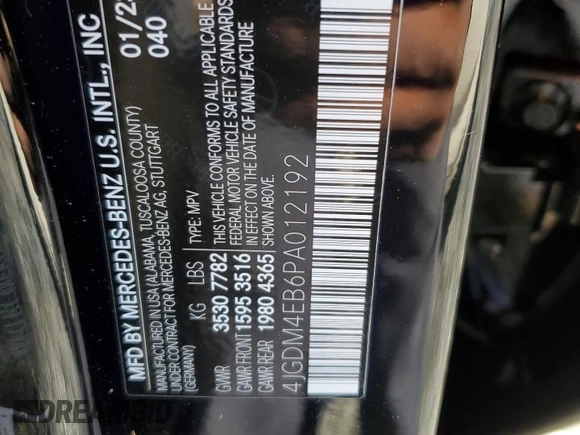 MFD BY MERCEDES-BENZ U.S. INTL., INC
MANUFACTURED IN USA (ALABAMA, TUSCALOOSA COUNTY)
UNDER CONTRACT FOR MERCEDES-BENZ AG, STUTTGART
(GERMANY)
01/2
040
KG LBS TYPE: MPV
GVWR 3530 7782 THIS VEHICLE CONFORMS TO ALL APPLICABLE
GAWR FRONT 1595 3516 FEDERAL MOTOR VEHICLE SAFETY STANDARDS
IN EFFECT ON THE DATE OF MANUFACTURE
GAWR REAR 1980 4365 SHOWN ABOVE.
4JGDM4EB6PA012192
DREAMBID